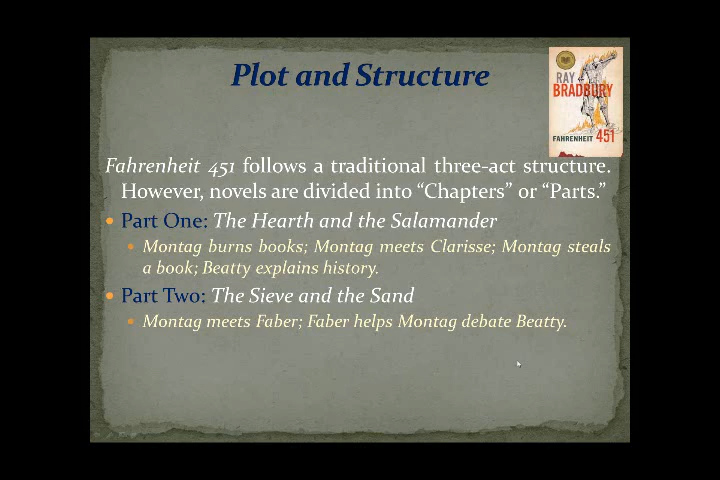 Plot and Structure
RAY
BRADBURY
FAHRENHEIT 451
Fahrenheit 451 follows a traditional three-act structure.
However, novels are divided into “Chapters” or “Parts.”
Part One: The Hearth and the Salamander
Montag burns books; Montag meets Clarisse; Montag steals
a book; Beatty explains history.
Part Two: The Sieve and the Sand
Montag meets Faber; Faber helps Montag debate Beatty.